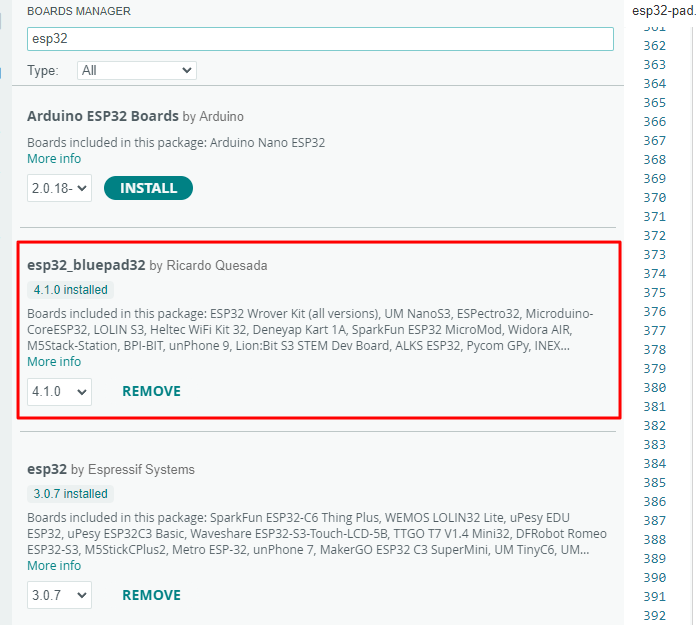 BOARDS MANAGER
esp32
Type: All
Arduino ESP32 Boards by Arduino
Boards included in this package: Arduino Nano ESP32
More info
2.0.18- INSTALL
esp32_bluepad32 by Ricardo Quesada
4.1.0 installed
Boards included in this package: ESP32 Wrover Kit (all versions), UM NanoS3, ESPectro32, Microduino-
CoreESP32, LOLIN S3, Heltec WiFi Kit 32, Deneyap Kart 1A, SparkFun ESP32 MicroMod, Widora AIR,
M5Stack-Station, BPI-BIT, unPhone 9, Lion:Bit S3 STEM Dev Board, ALKS ESP32, Pycom GPy, INEX...
More info
4.1.0 REMOVE
esp32 by Espressif Systems
3.0.7 installed
Boards included in this package: SparkFun ESP32-C6 Thing Plus, WEMOS LOLIN32 Lite, uPesy EDU
ESP32, uPesy ESP32C3 Basic, Waveshare ESP32-S3-Touch-LCD-5B, TTGO T7 V1.4 Mini32, DFRobot Romeo
ESP32-S3, M5StickCPlus2, Metro ESP-32, unPhone 7, MakerGO ESP32 C3 SuperMini, UM TinyC6, UM...
More info
3.0.7 REMOVE
esp32-pad.
361
362
363
364
365
366
367
368
369
370
371
372
373
374
375
376
377
378
379
380
381
382
383
384
385
386
387
388
389
390
391
392